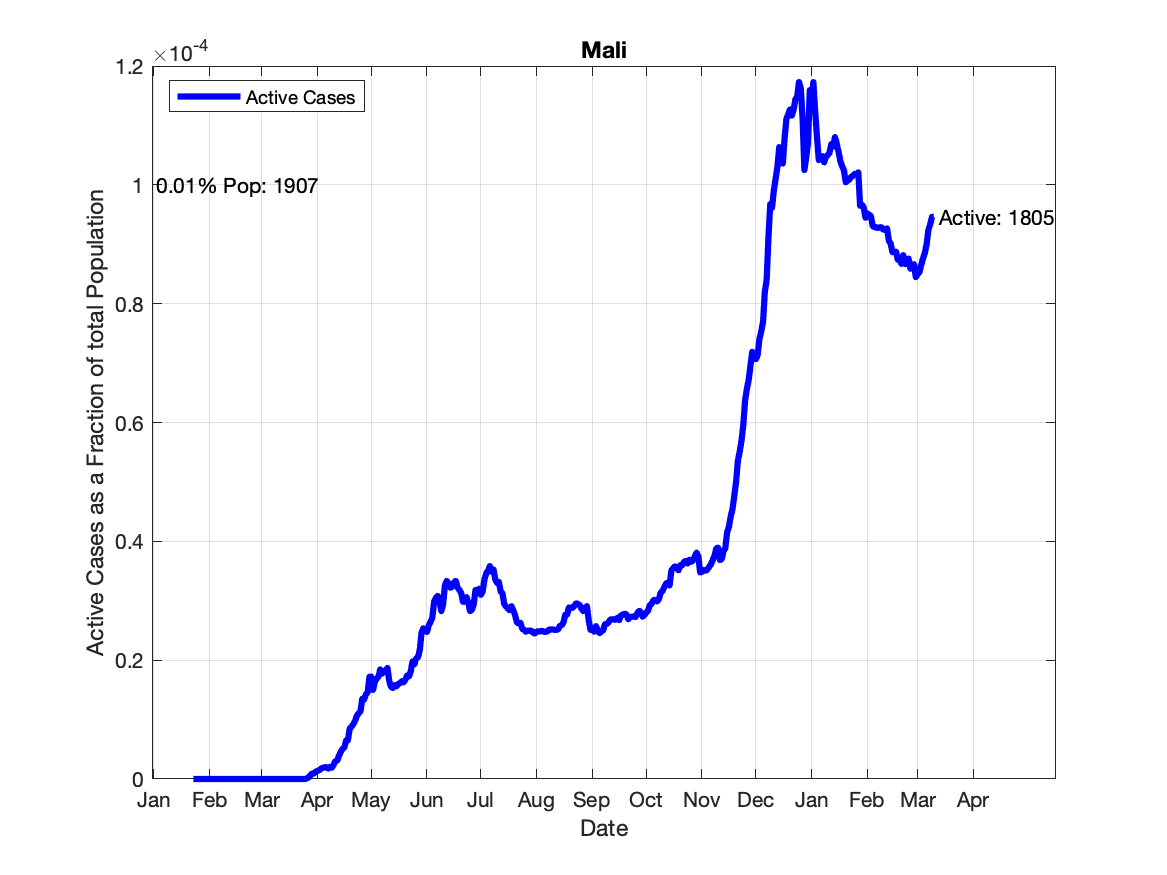 Mali
×10-4
1.2
Active Cases
1
0.01% Pop: 1907
Active: 1805
0.8
0.6
0.4
0.2
0
Active Cases as a Fraction of total Population
Jan Feb Mar Apr May Jun Jul Aug Sep Oct Nov Dec Jan Feb Mar Apr
Date